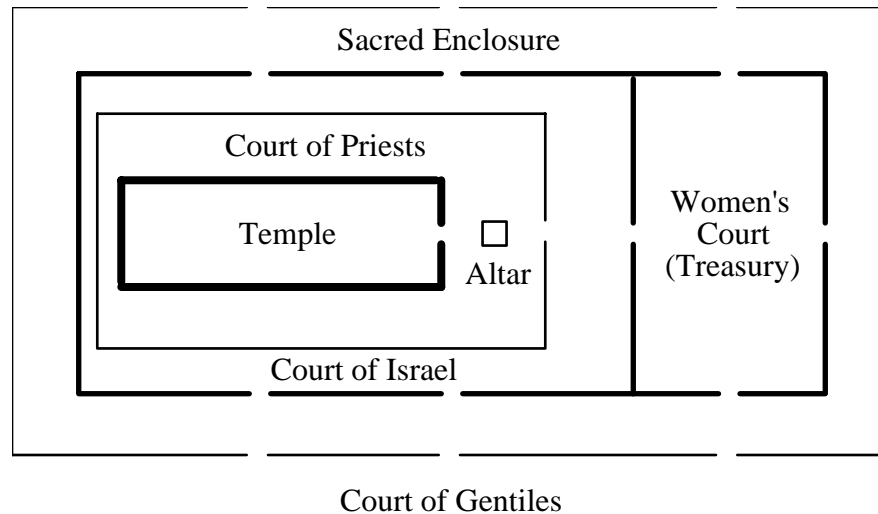 Sacred Enclosure
Court of Priests
Temple
Altar
Women's
Court
(Treasury)
Court of Israel
Court of Gentiles